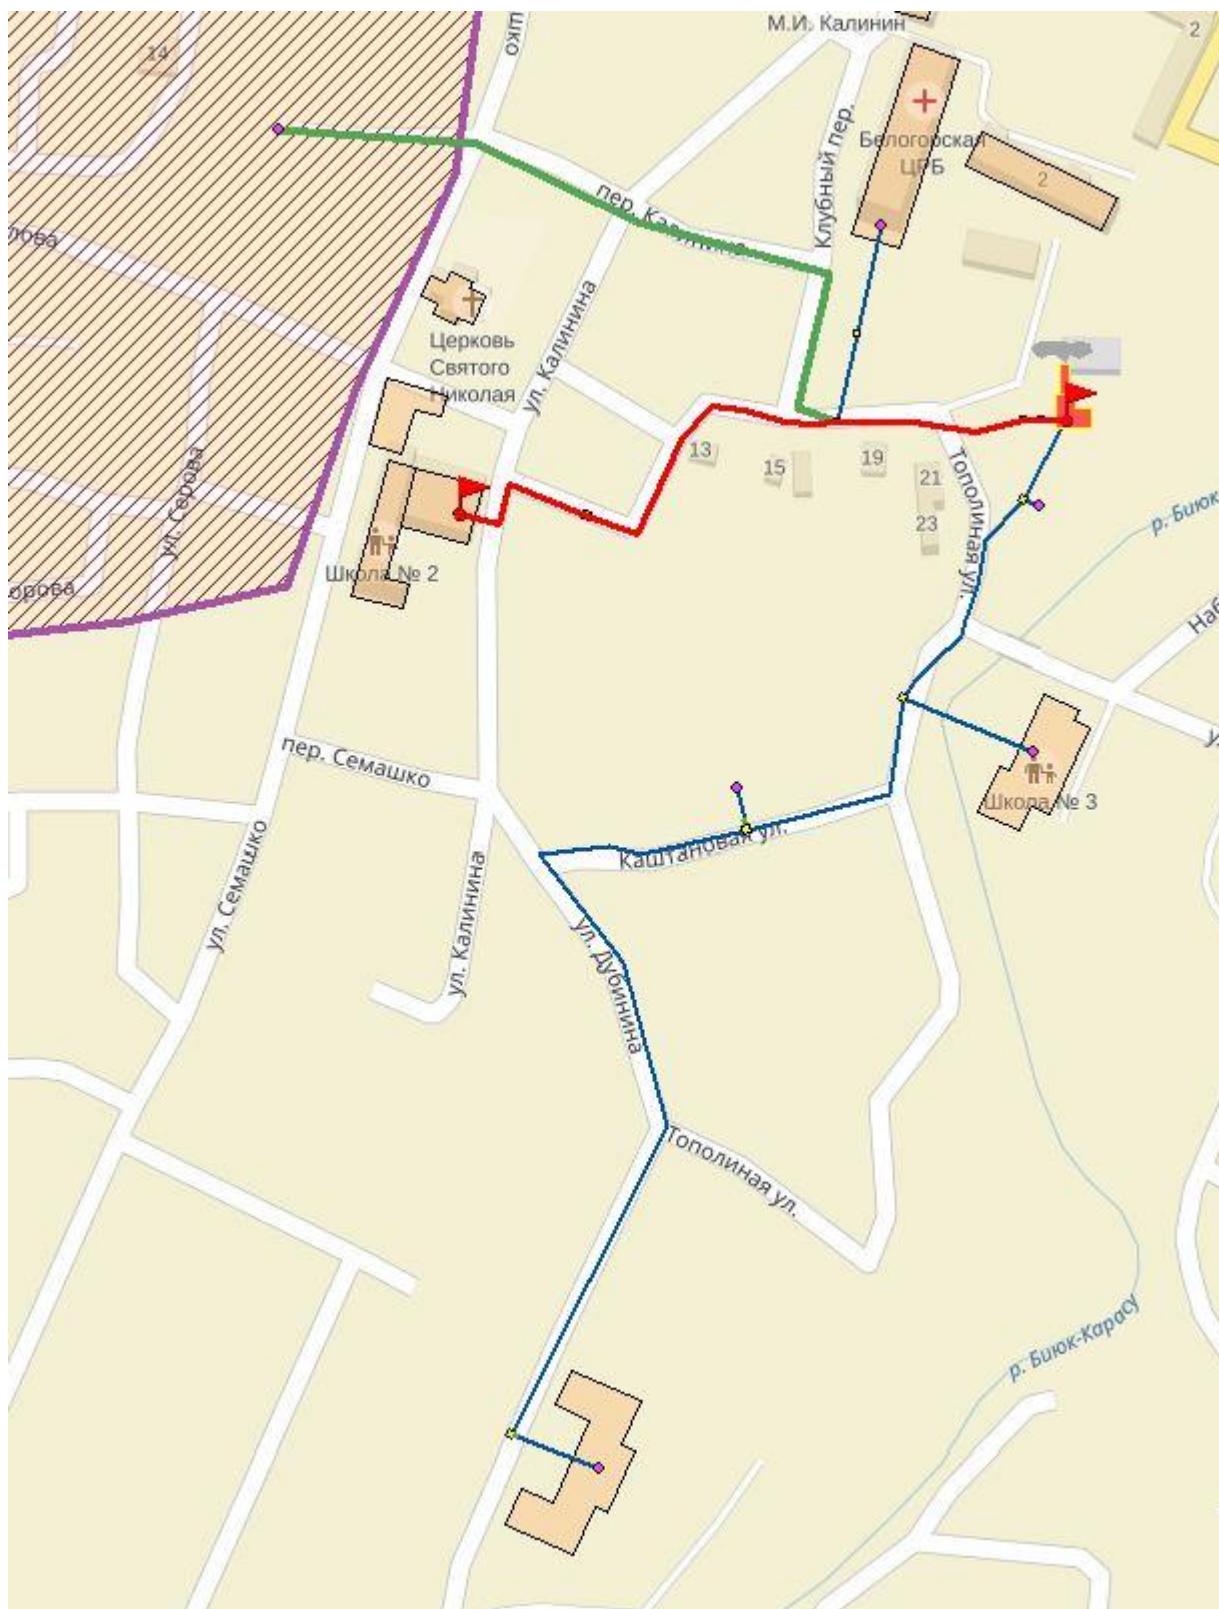 М.И. Калинин
2
14
Белогорская
ЦРБ
Клубный пер.
2
пер. Калинина
Церковь
Святого
Николая
ул. Калинина
р. Биюк
13
15
19
21
23
Тополиная ул.
ул. Серова
Школа № 2
Школа № 3
пер. Семашко
Каштановая ул.
ул. Семашко
ул. Калинина
ул. Дубинина
Тополиная ул.
р. Биюк-Карасу